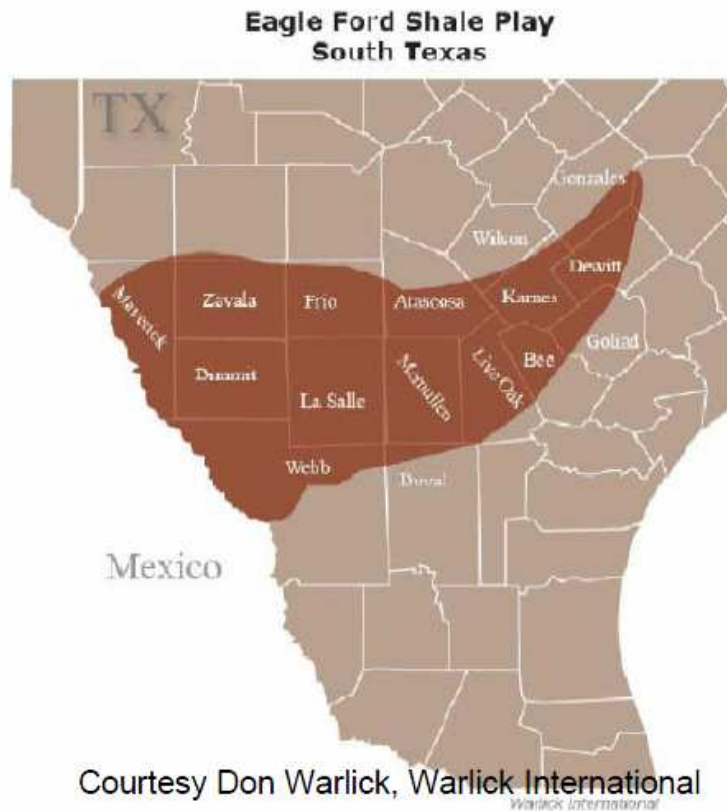 Eagle Ford Shale Play
South Texas
TX
Gonzales
Wilson
Dewitt
Maverick
Zavala
Frio
Atascosa
Karnes
Goliad
Dimmit
La Salle
Mcmullen
Live Oak
Bee
Webb
Duval
Mexico
Courtesy Don Warlick, Warlick International
Warlick International